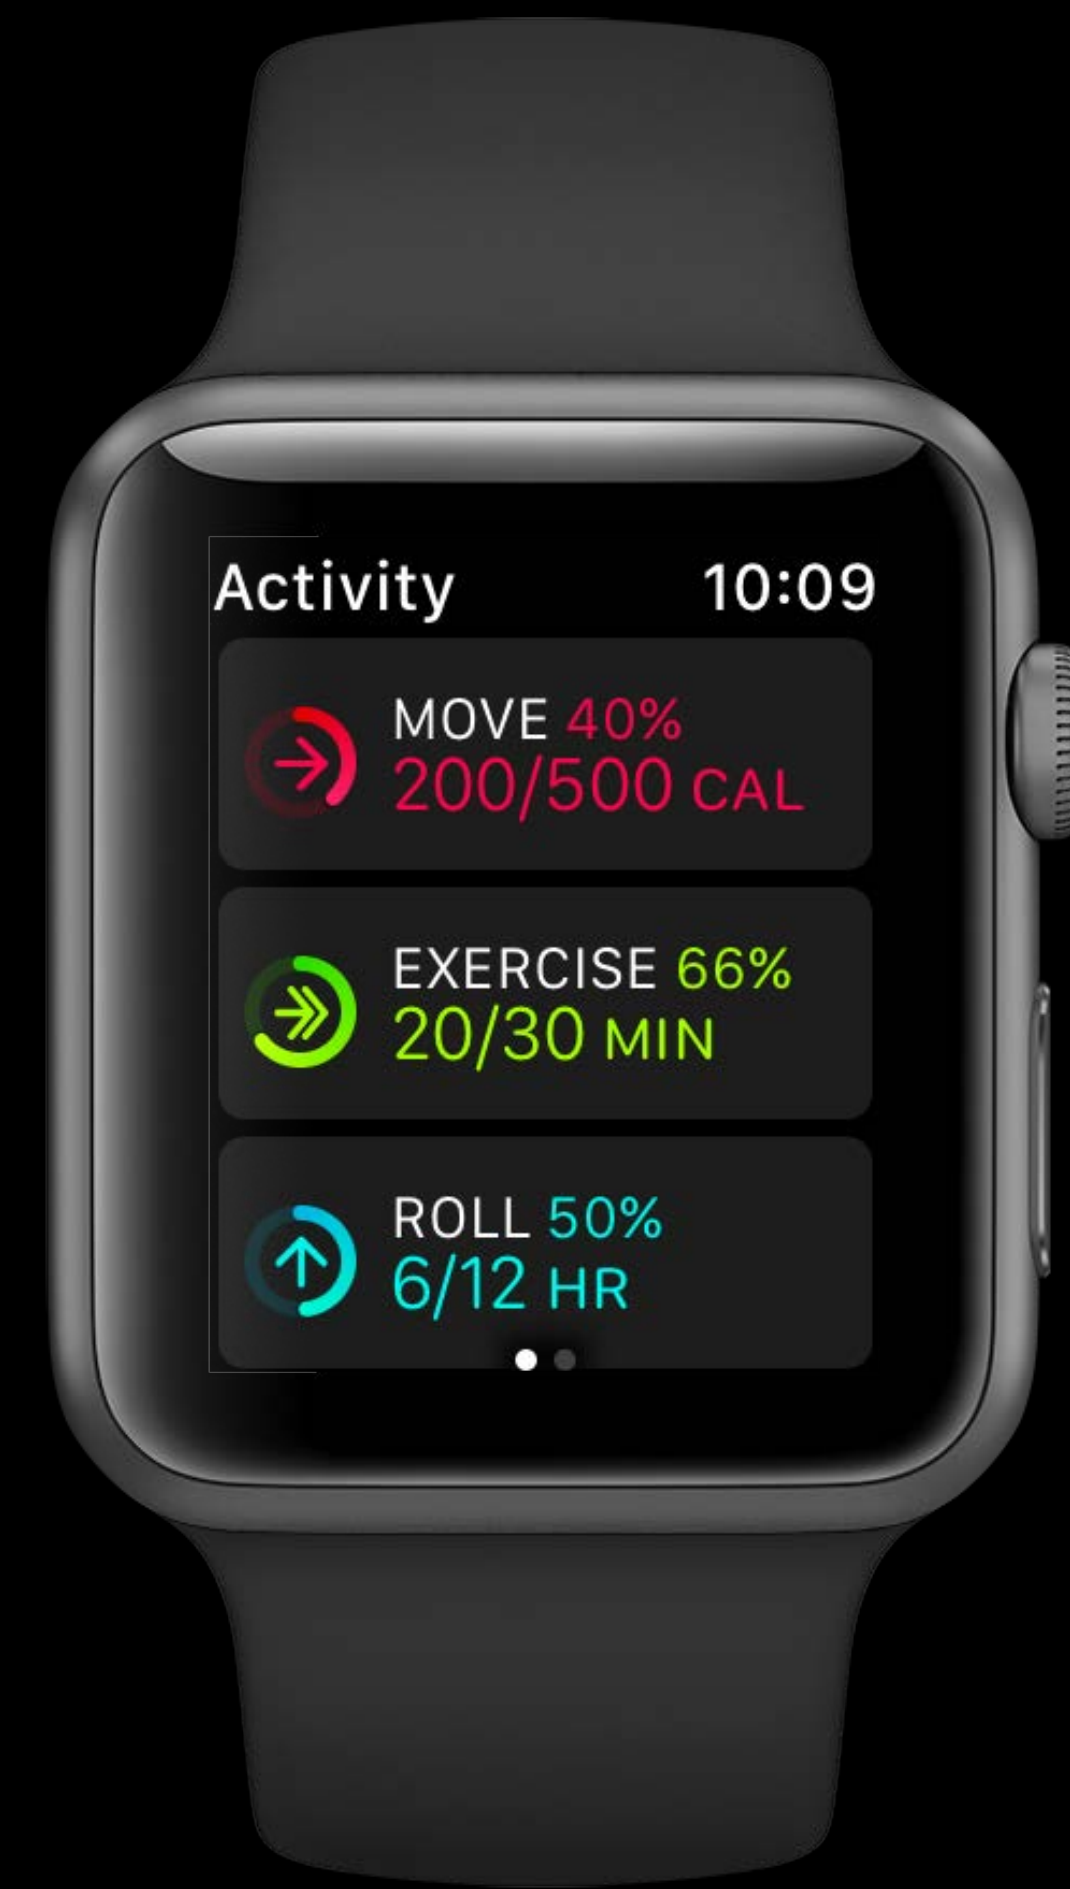 Activity 10:09
MOVE 40%
200/500 CAL
EXERCISE 66%
20/30 MIN
ROLL 50%
6/12 HR